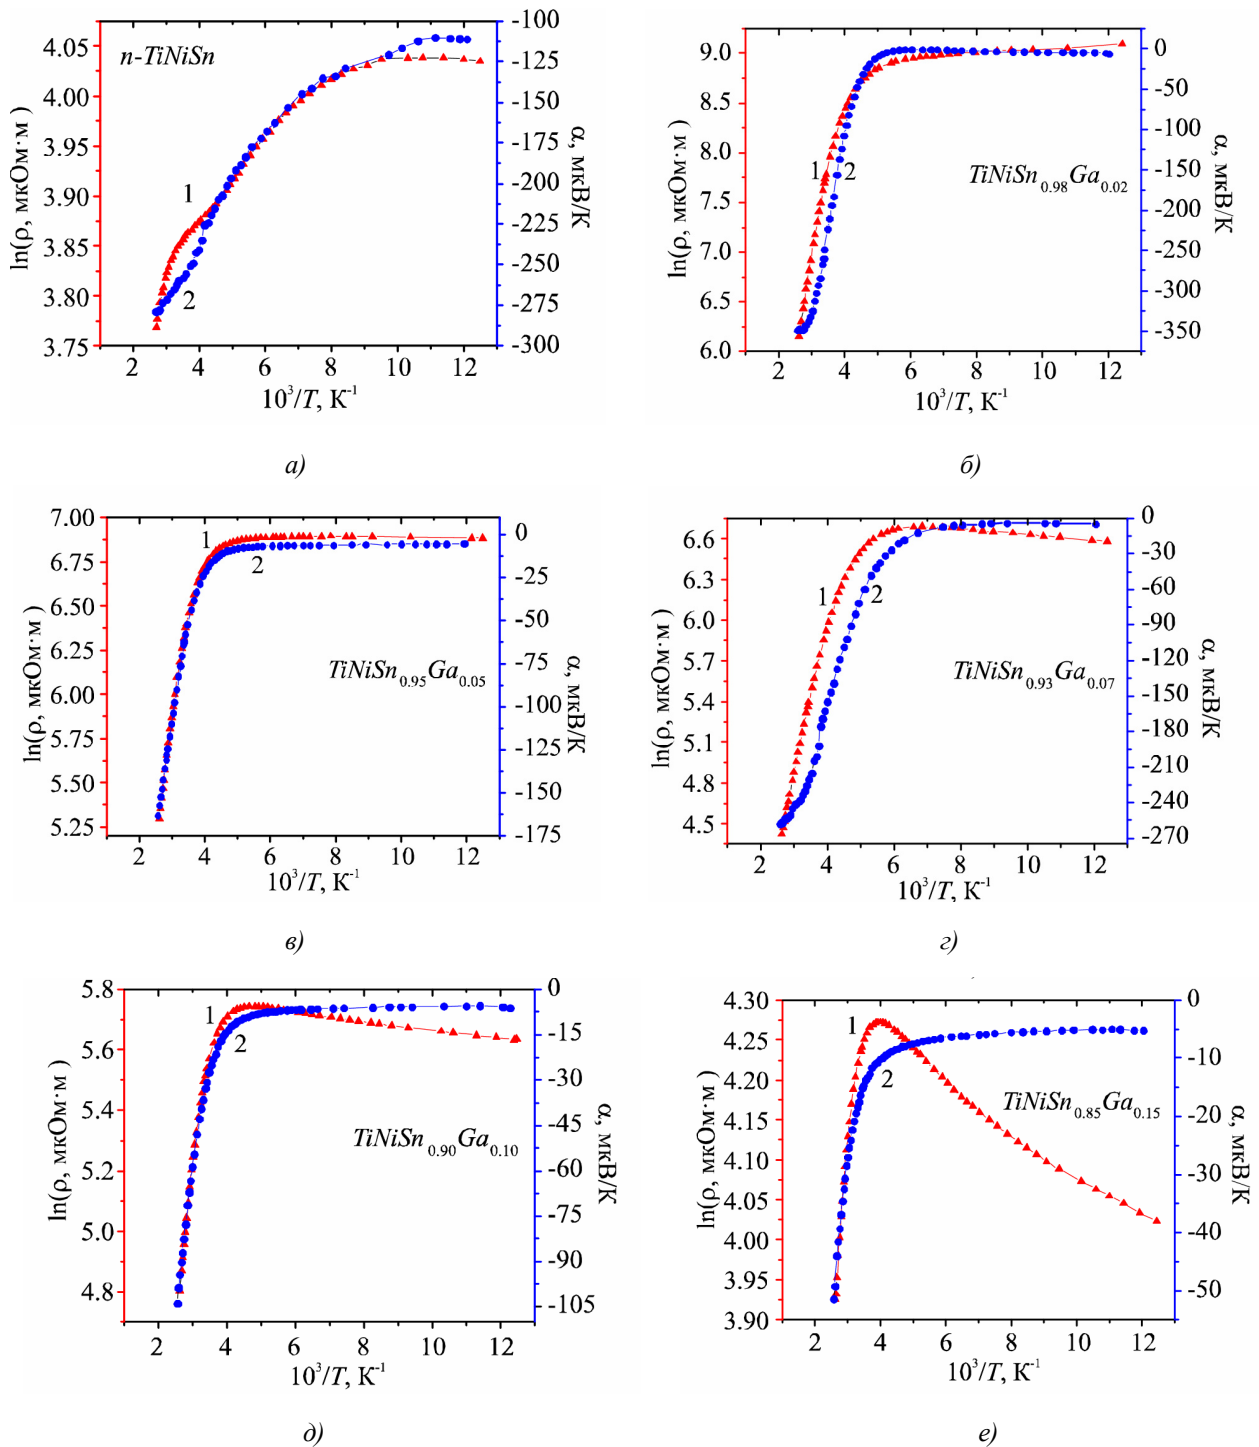 n-TiNiSn
ln(ρ, мкОм·м)
4.05
4.00
3.95
3.90
3.85
3.80
3.75
-100
-125
-150
-175
-200
-225
-250
-275
-300
α, мкВ/К
1
2
2 4 6 8 10 12
10³/T, К⁻¹
а)
ln(ρ, мкОм·м)
9.0
8.5
8.0
7.5
7.0
6.5
6.0
0
-50
-100
-150
-200
-250
-300
-350
α, мкВ/К
1 2
TiNiSn₀.₉₈Ga₀.₀₂
2 4 6 8 10 12
10³/T, К⁻¹
б)
ln(ρ, мкОм·м)
7.00
6.75
6.50
6.25
6.00
5.75
5.50
5.25
0
-25
-50
-75
-100
-125
-150
-175
α, мкВ/К
1
2
TiNiSn₀.₉₅Ga₀.₀₅
2 4 6 8 10 12
10³/T, К⁻¹
в)
ln(ρ, мкОм·м)
6.6
6.3
6.0
5.7
5.4
5.1
4.8
4.5
0
-30
-60
-90
-120
-150
-180
-210
-240
-270
α, мкВ/К
1 2
TiNiSn₀.₉₃Ga₀.₀₇
2 4 6 8 10 12
10³/T, К⁻¹
г)
ln(ρ, мкОм·м)
5.8
5.6
5.4
5.2
5.0
4.8
0
-15
-30
-45
-60
-75
-90
-105
α, мкВ/К
1
2
TiNiSn₀.₉₀Ga₀.₁₀
2 4 6 8 10 12
10³/T, К⁻¹
д)
ln(ρ, мкОм·м)
4.30
4.25
4.20
4.15
4.10
4.05
4.00
3.95
3.90
0
-10
-20
-30
-40
-50
α, мкВ/К
1
2
TiNiSn₀.₈₅Ga₀.₁₅
2 4 6 8 10 12
10³/T, К⁻¹
е)